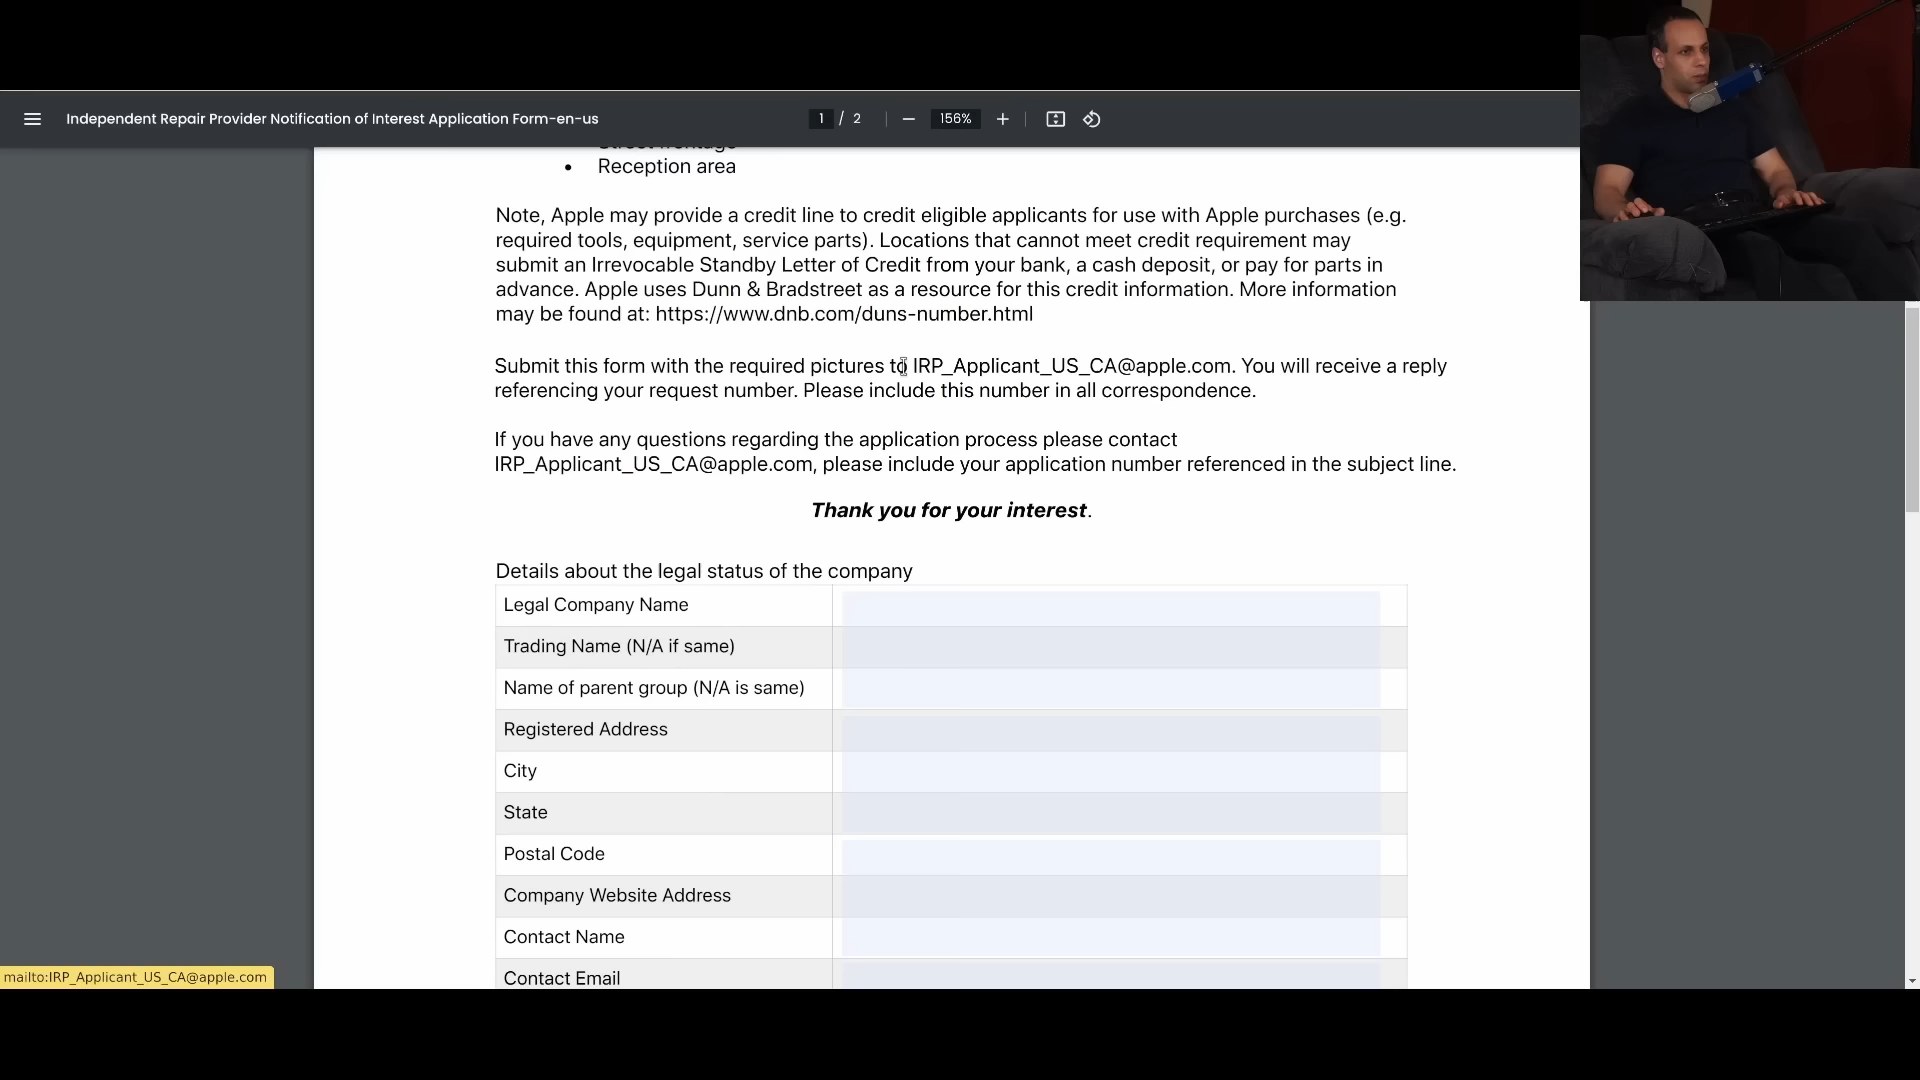 Independent Repair Provider Notification of Interest Application Form-en-us
1 / 2
156%
Street frontage
• Reception area
Note, Apple may provide a credit line to credit eligible applicants for use with Apple purchases (e.g.
required tools, equipment, service parts). Locations that cannot meet credit requirement may
submit an Irrevocable Standby Letter of Credit from your bank, a cash deposit, or pay for parts in
advance. Apple uses Dunn & Bradstreet as a resource for this credit information. More information
may be found at: https://www.dnb.com/duns-number.html
Submit this form with the required pictures to IRP_Applicant_US_CA@apple.com. You will receive a reply
referencing your request number. Please include this number in all correspondence.
If you have any questions regarding the application process please contact
IRP_Applicant_US_CA@apple.com, please include your application number referenced in the subject line.
Thank you for your interest.
Details about the legal status of the company
Legal Company Name
Trading Name (N/A if same)
Name of parent group (N/A is same)
Registered Address
City
State
Postal Code
Company Website Address
Contact Name
Contact Email
mailto:IRP_Applicant_US_CA@apple.com